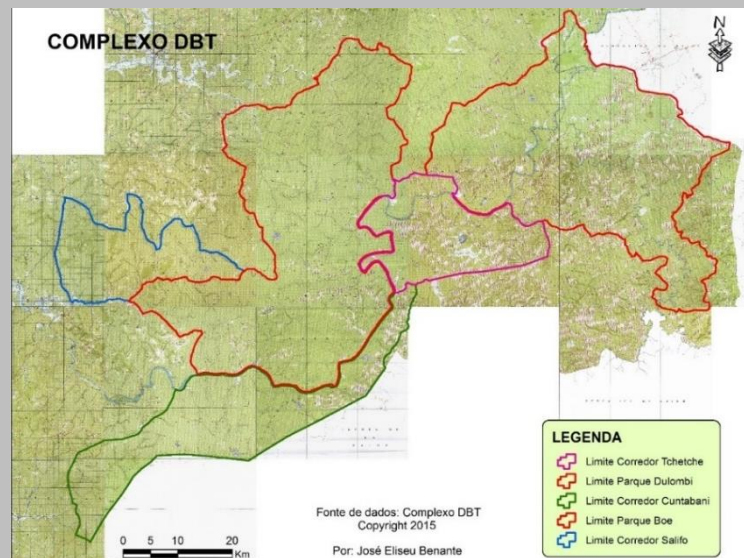 COMPLEXO DBT
N
LEGENDA
Limite Corredor Tchetche
Limite Parque Dulombi
Limite Corredor Cuntabani
Limite Parque Boe
Limite Corredor Salifo
Fonte de dados: Complexo DBT
Copyright 2015
Por: José Eliseu Benante
0 5 10 20
Km